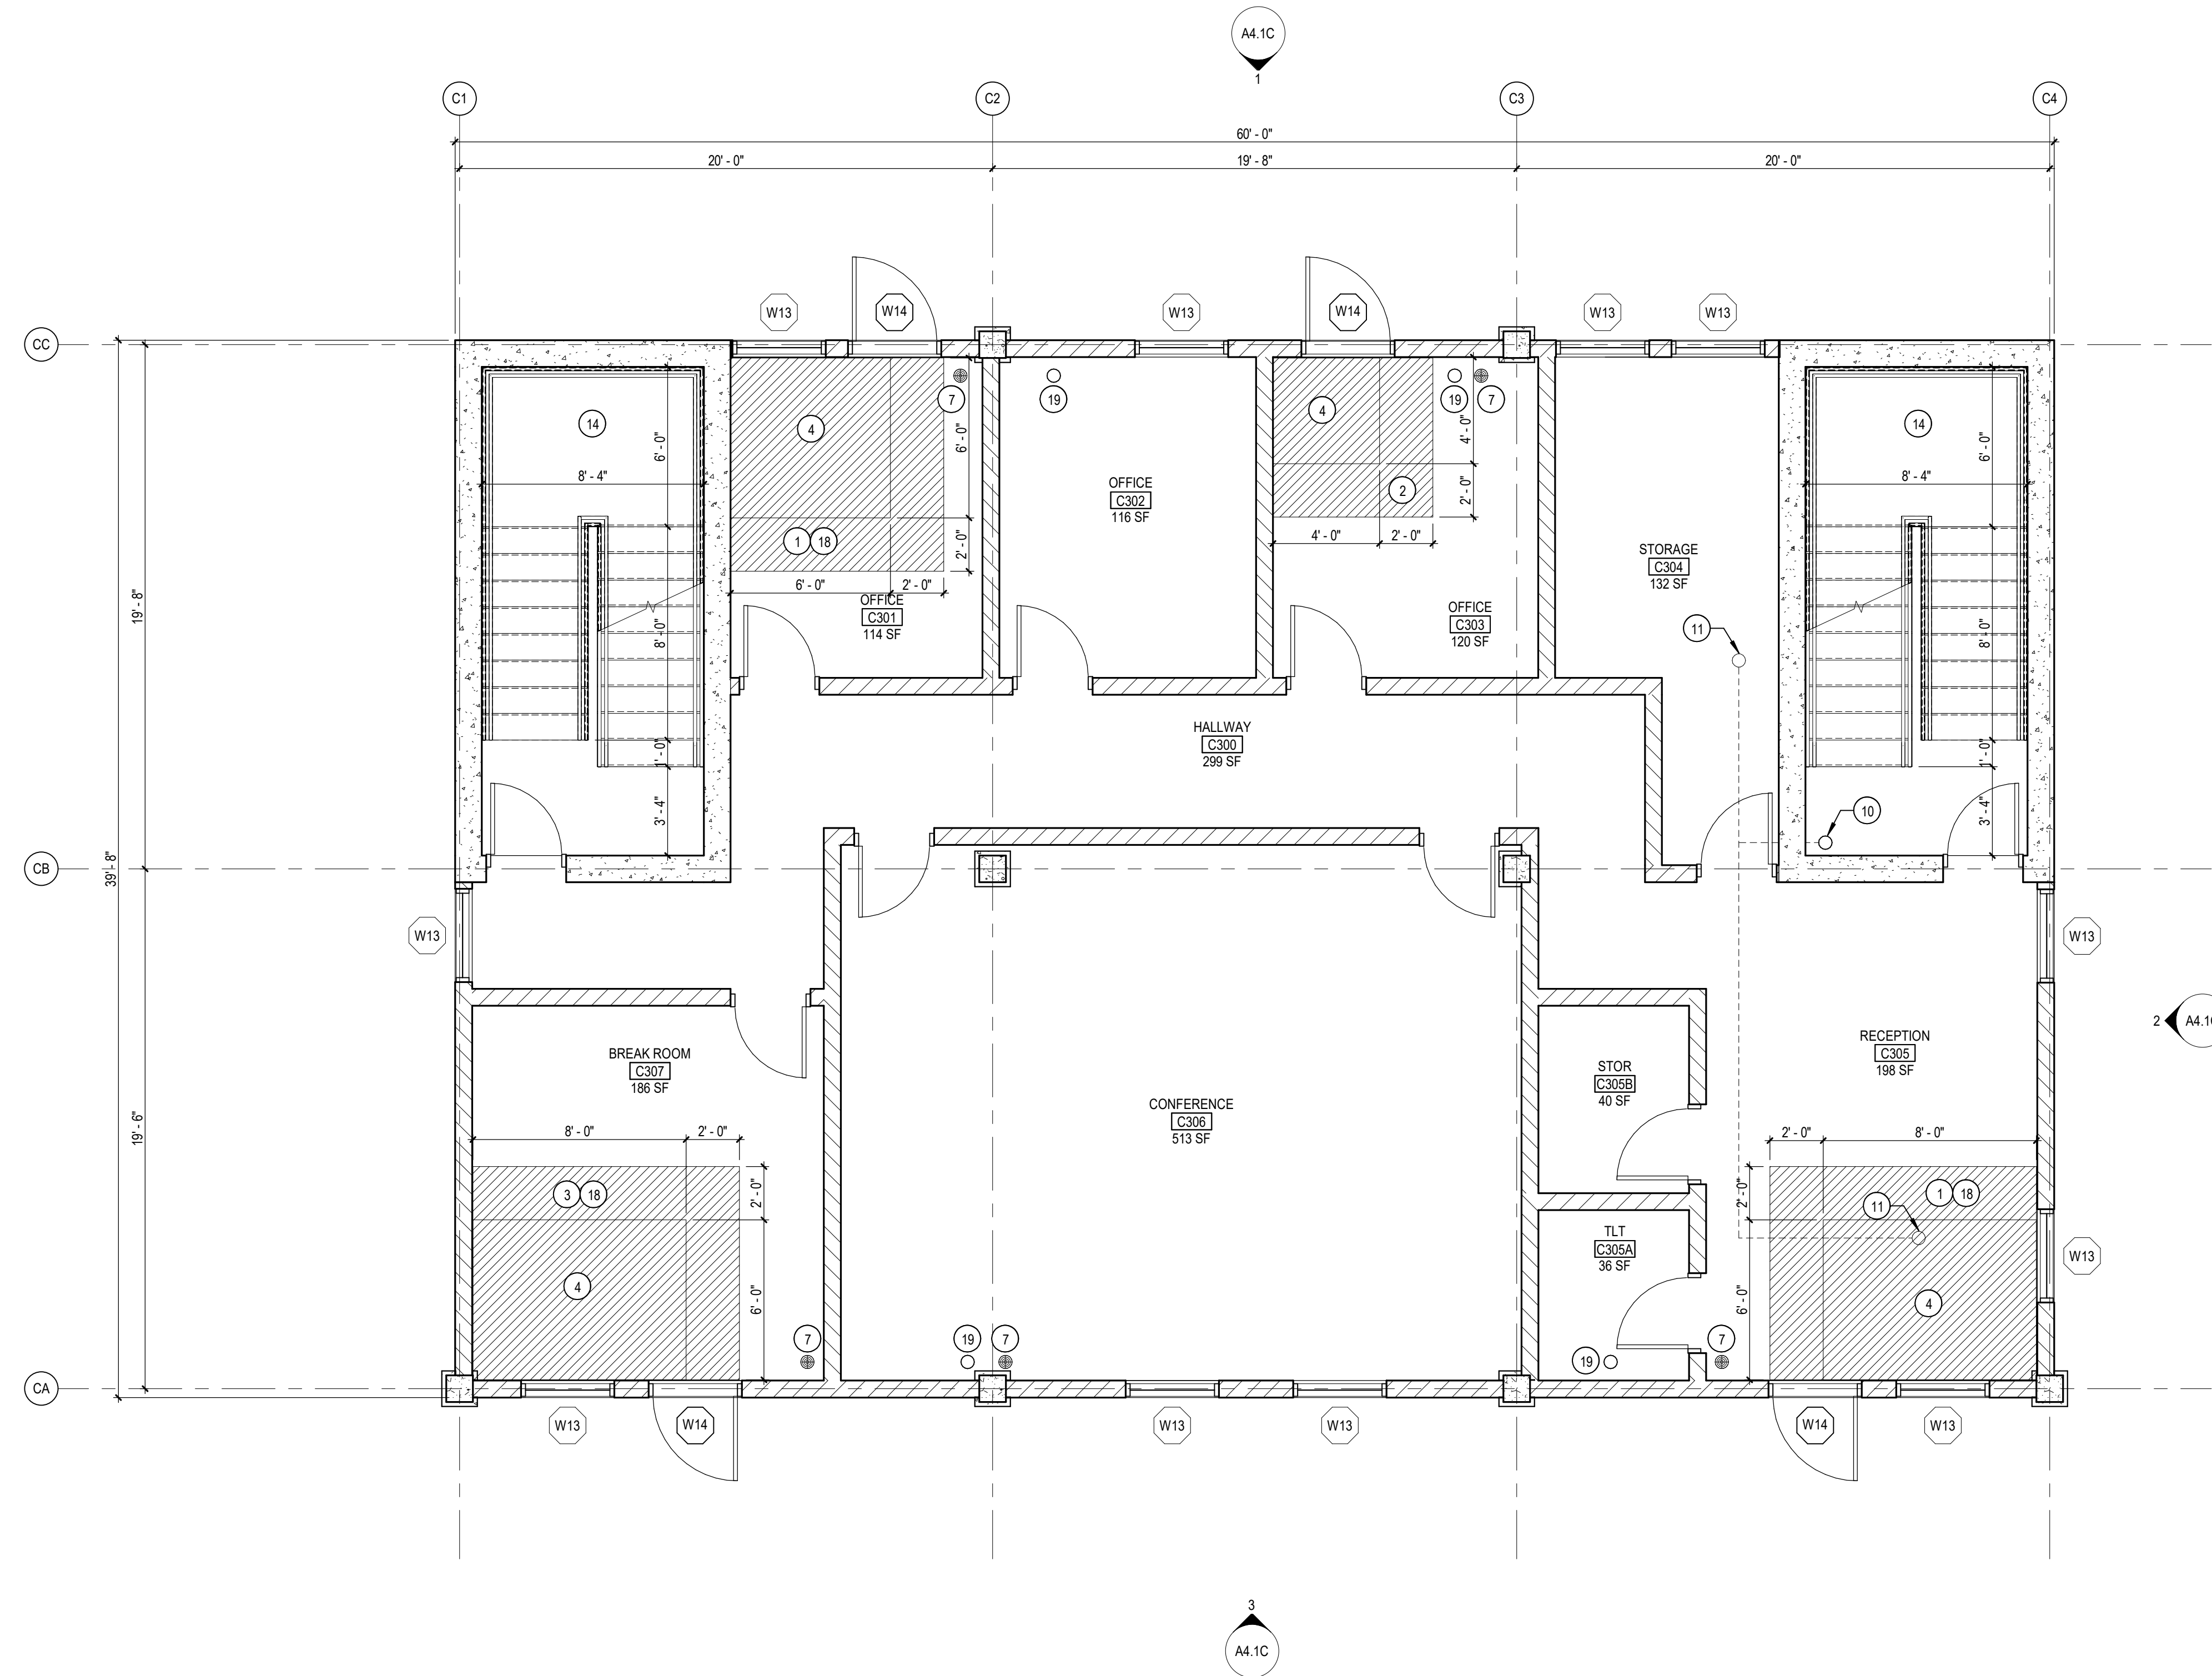 A4.1C
1
C1
C2
C3
C4
60' - 0"
20' - 0"
19' - 8"
20' - 0"
W13
W14
W13
W14
W13
W13
CC
CB
CA
39' - 8"
19' - 8"
19' - 6"
14
8' - 4"
6' - 0"
8' - 0"
1' - 0"
3' - 4"
4
7
6' - 0"
1
18
2' - 0"
6' - 0"
2' - 0"
OFFICE
C301
114 SF
19
OFFICE
C302
116 SF
4
19
7
4' - 0"
2
2' - 0"
4' - 0"
2' - 0"
OFFICE
C303
120 SF
STORAGE
C304
132 SF
11
14
8' - 4"
6' - 0"
8' - 0"
1' - 0"
3' - 4"
10
HALLWAY
C300
299 SF
W13
W13
2
A4.1C
BREAK ROOM
C307
186 SF
8' - 0"
2' - 0"
3
18
2' - 0"
4
6' - 0"
7
CONFERENCE
C306
513 SF
19
7
STOR
C305B
40 SF
TLT
C305A
36 SF
19
7
RECEPTION
C305
198 SF
2' - 0"
8' - 0"
2' - 0"
11
1
18
6' - 0"
4
W13
W13
W14
W13
W13
W14
W13
3
A4.1C